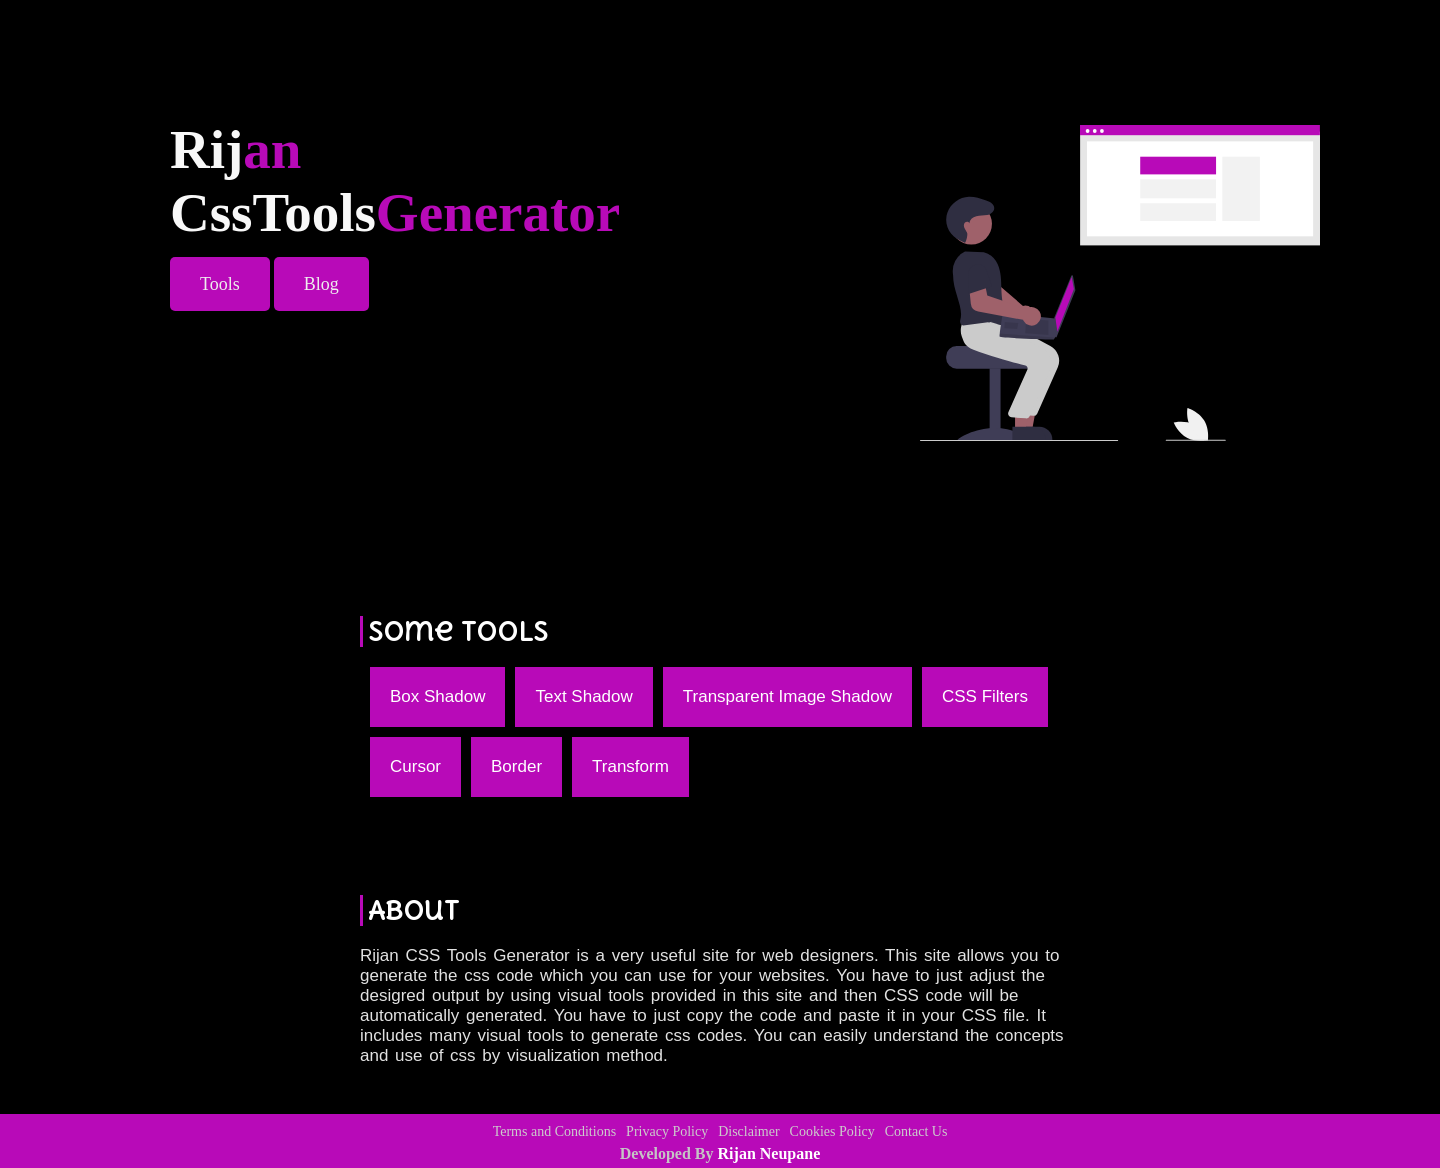 Rijan
CssToolsGenerator
Tools Blog
Some Tools
Box Shadow Text Shadow Transparent Image Shadow CSS Filters
Cursor Border Transform
About
Rijan CSS Tools Generator is a very useful site for web designers. This site allows you to
generate the css code which you can use for your websites. You have to just adjust the
desigred output by using visual tools provided in this site and then CSS code will be
automatically generated. You have to just copy the code and paste it in your CSS file. It
includes many visual tools to generate css codes. You can easily understand the concepts
and use of css by visualization method.
Terms and Conditions Privacy Policy Disclaimer Cookies Policy Contact Us
Developed By Rijan Neupane